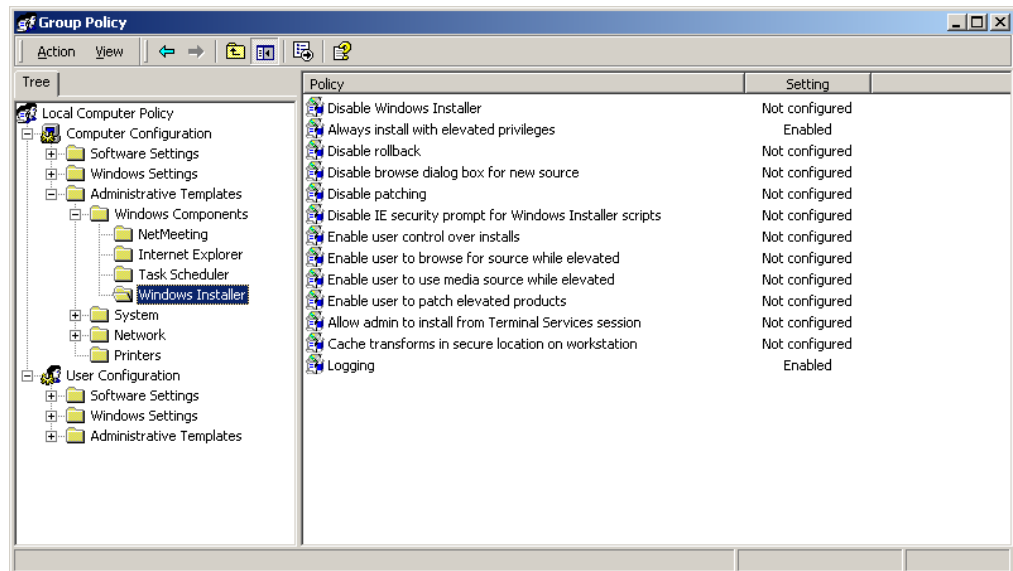 Group Policy
Action View
Tree
Policy Setting
Local Computer Policy
Computer Configuration
Software Settings
Windows Settings
Administrative Templates
Windows Components
NetMeeting
Internet Explorer
Task Scheduler
Windows Installer
System
Network
Printers
User Configuration
Software Settings
Windows Settings
Administrative Templates
Disable Windows Installer Not configured
Always install with elevated privileges Enabled
Disable rollback Not configured
Disable browse dialog box for new source Not configured
Disable patching Not configured
Disable IE security prompt for Windows Installer scripts Not configured
Enable user control over installs Not configured
Enable user to browse for source while elevated Not configured
Enable user to use media source while elevated Not configured
Enable user to patch elevated products Not configured
Allow admin to install from Terminal Services session Not configured
Cache transforms in secure location on workstation Not configured
Logging Enabled